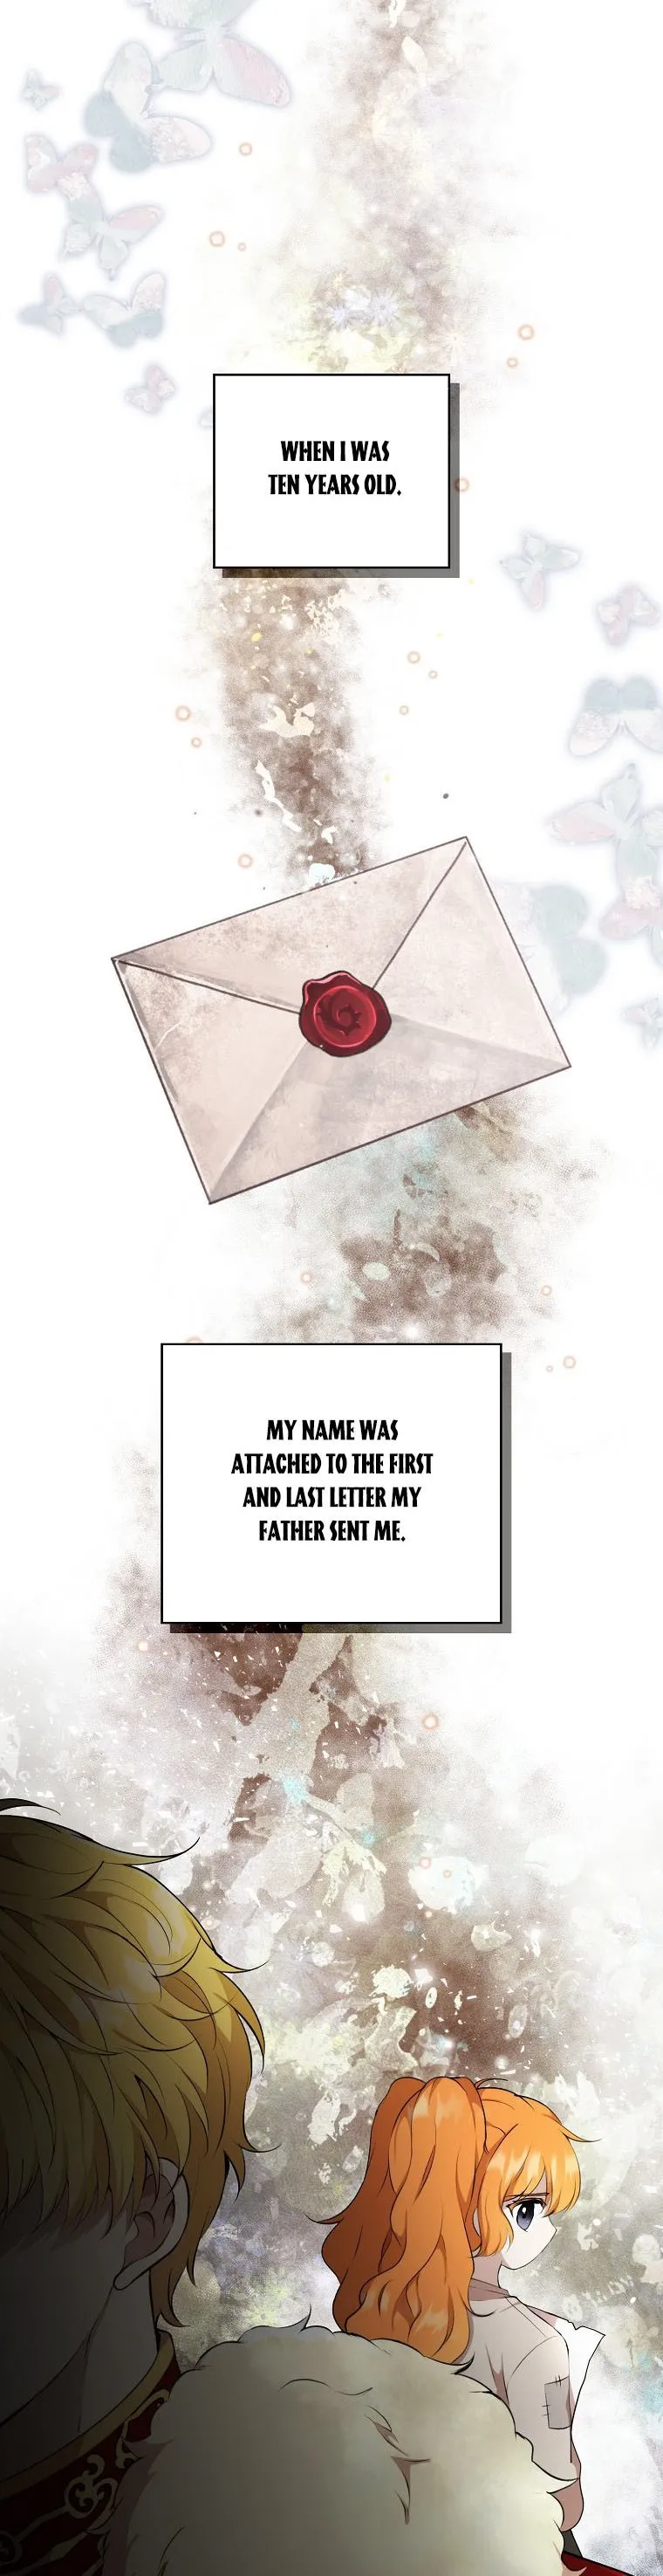 WHEN I WAS
TEN YEARS OLD.
MY NAME WAS
ATTACHED TO THE FIRST
AND LAST LETTER MY
FATHER SENT ME.